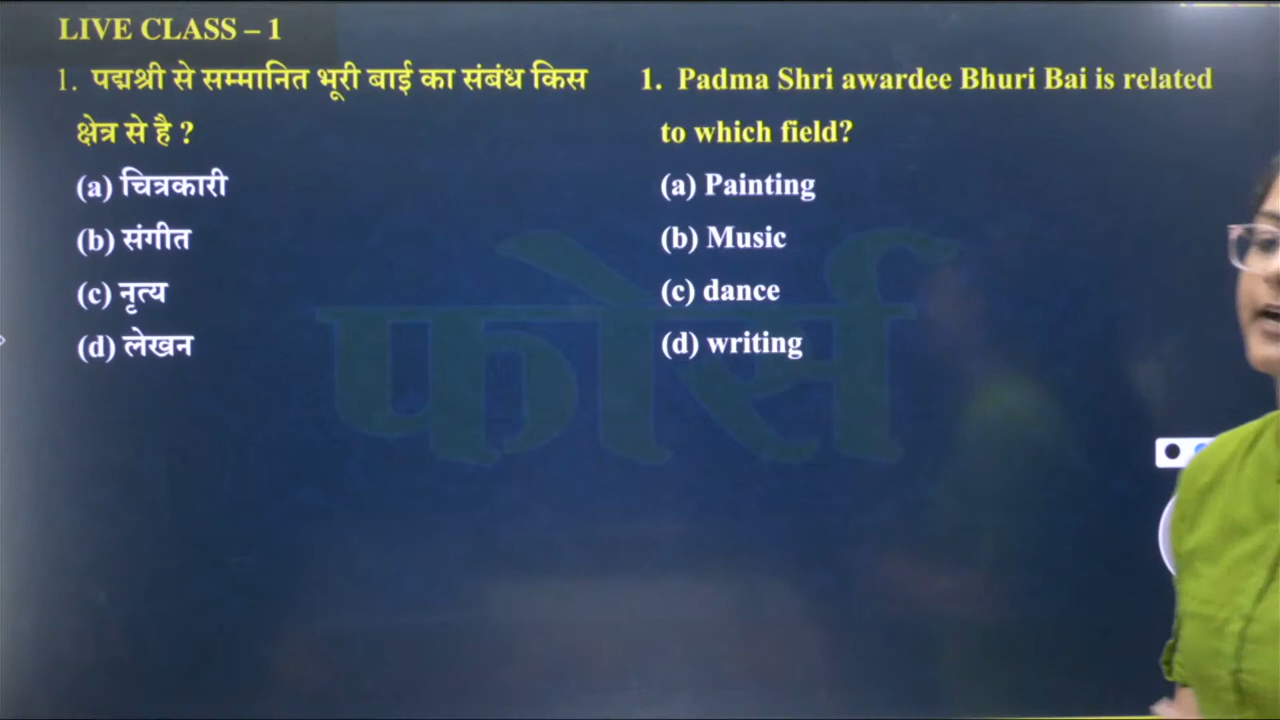 LIVE CLASS – 1
1. पद्मश्री से सम्मानित भूरी बाई का संबंध किस
क्षेत्र से है ?
(a) चित्रकारी
(b) संगीत
(c) नृत्य
(d) लेखन
1. Padma Shri awardee Bhuri Bai is related
to which field?
(a) Painting
(b) Music
(c) dance
(d) writing
फोर्स